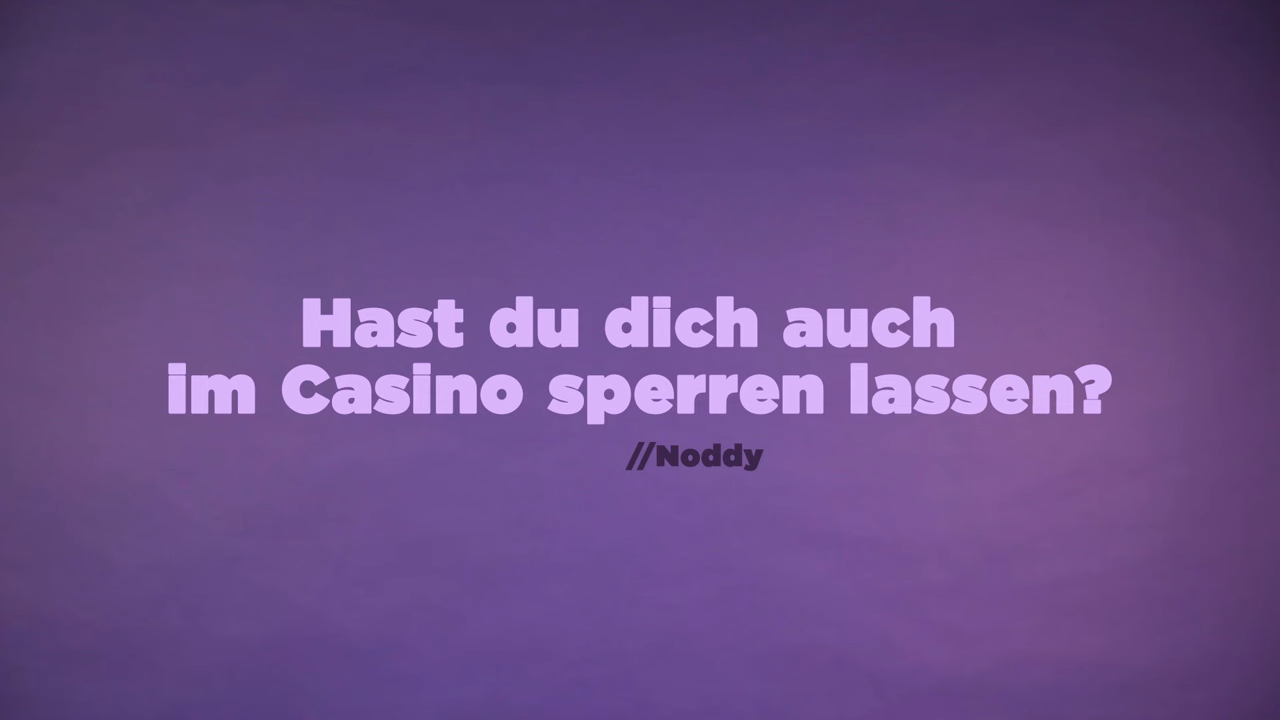 Hast du dich auch
im Casino sperren lassen?
//Noddy